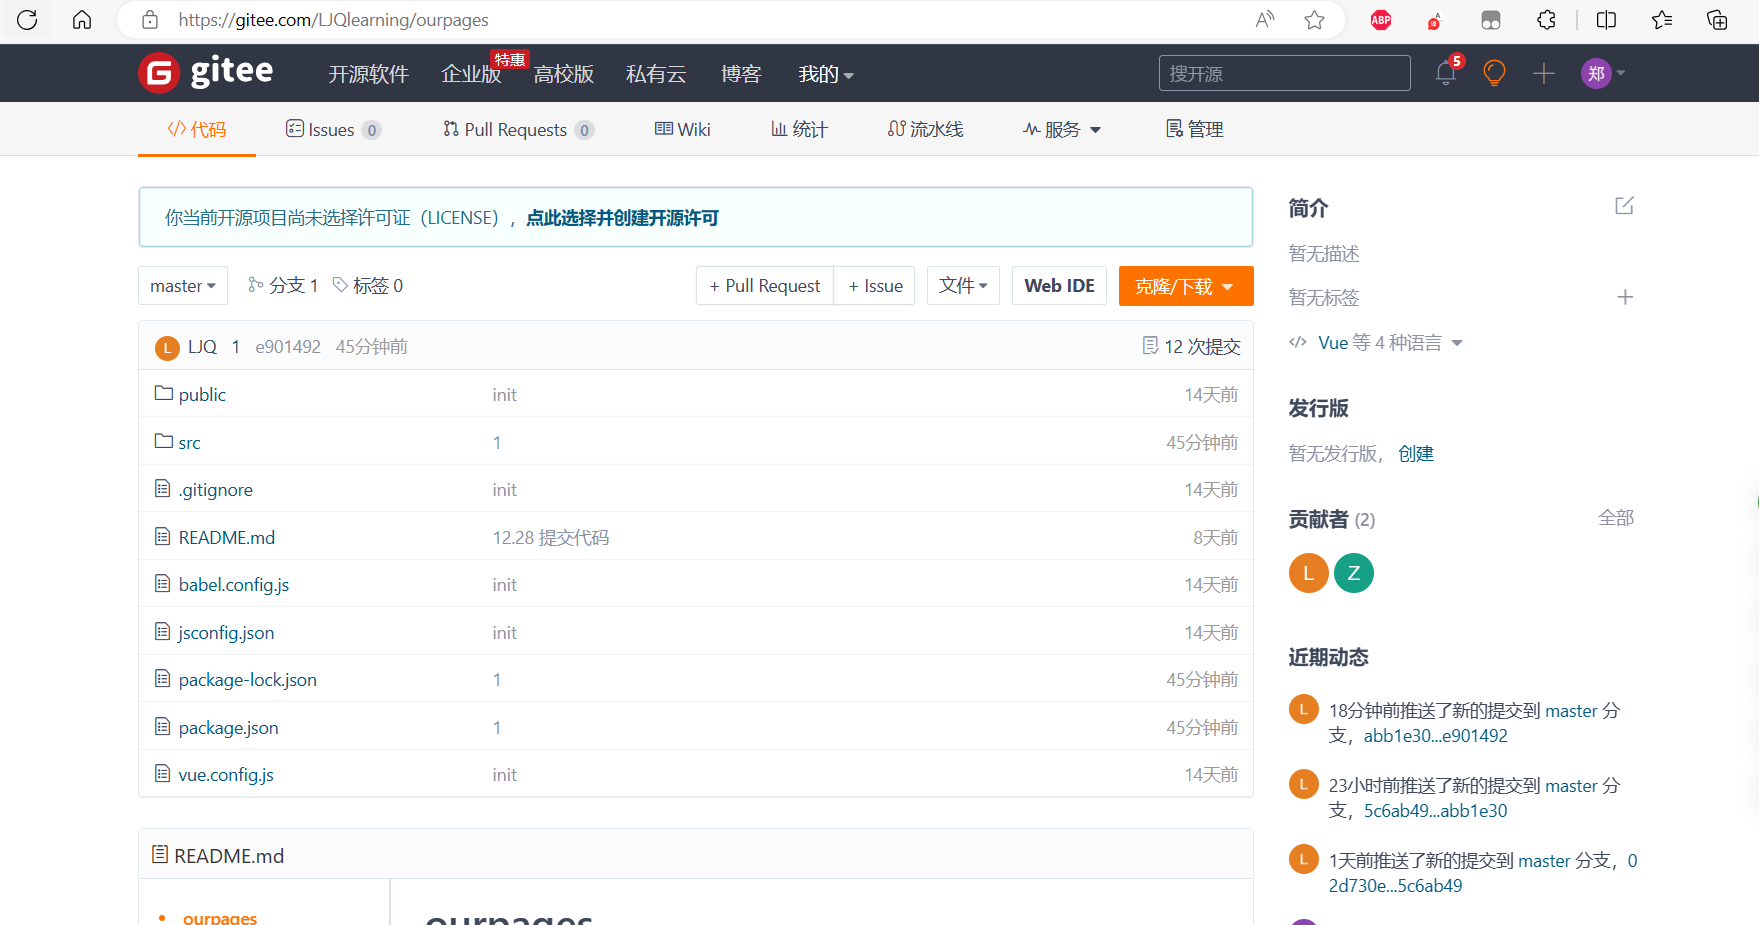 https://gitee.com/LJQlearning/ourpages
gitee 开源软件 企业版 特惠 高校版 私有云 博客 我的 搜开源 5 郑
代码 Issues 0 Pull Requests 0 Wiki 统计 流水线 服务 管理
你当前开源项目尚未选择许可证（LICENSE），点此选择并创建开源许可
master 分支 1 标签 0 + Pull Request + Issue 文件 Web IDE 克隆/下载
L LJQ 1 e901492 45分钟前 12 次提交
public init 14天前
src 1 45分钟前
.gitignore init 14天前
README.md 12.28 提交代码 8天前
babel.config.js init 14天前
jsconfig.json init 14天前
package-lock.json 1 45分钟前
package.json 1 45分钟前
vue.config.js init 14天前
README.md
ourpages
ourpages
简介
暂无描述
暂无标签
Vue 等 4 种语言
发行版
暂无发行版，创建
贡献者 (2) 全部
L Z
近期动态
L 18分钟前推送了新的提交到 master 分
支，abb1e30...e901492
L 23小时前推送了新的提交到 master 分
支，5c6ab49...abb1e30
L 1天前推送了新的提交到 master 分支，0
2d730e...5c6ab49